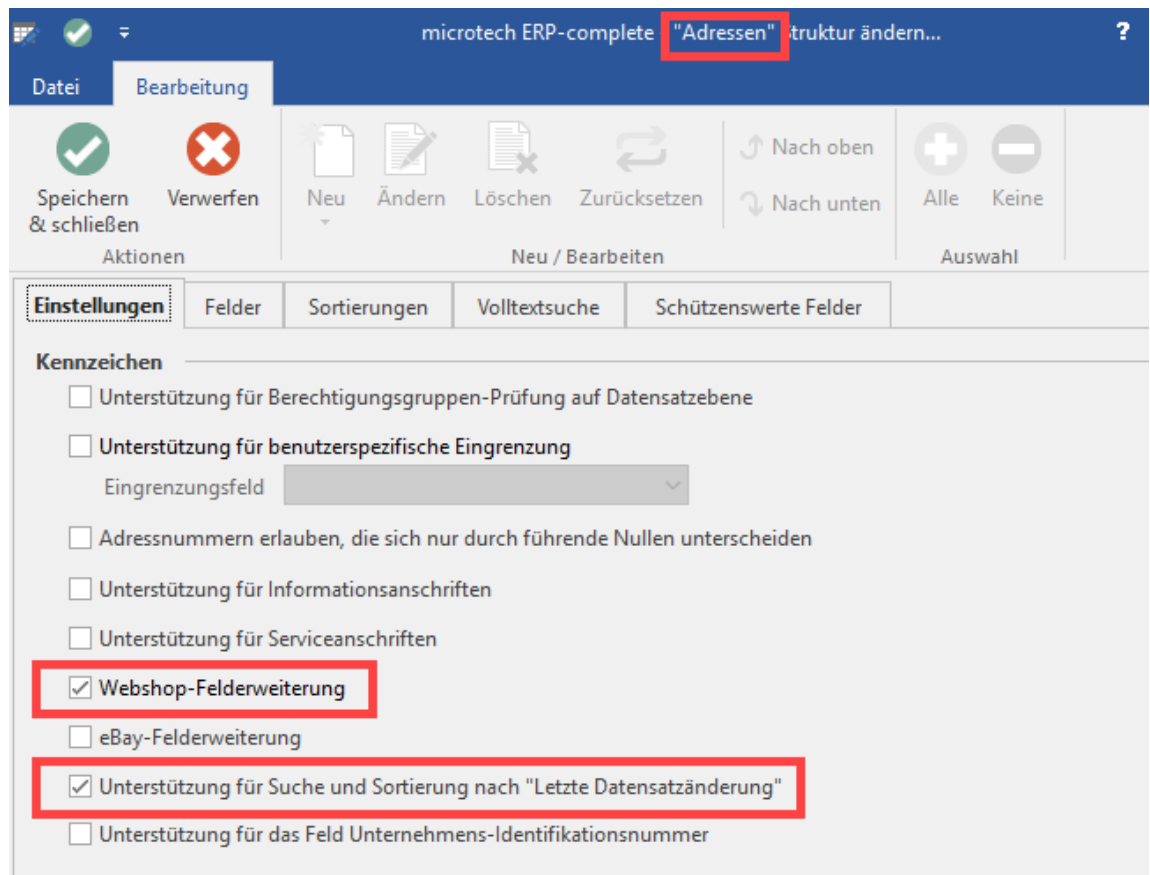 microtech ERP-complete - "Adressen" Struktur ändern... ?
Datei Bearbeitung
Speichern & schließen Verwerfen Neu Ändern Löschen Zurücksetzen Nach oben Nach unten Alle Keine
Aktionen Neu / Bearbeiten Auswahl
Einstellungen Felder Sortierungen Volltextsuche Schützenswerte Felder
Kennzeichen
Unterstützung für Berechtigungsgruppen-Prüfung auf Datensatzebene
Unterstützung für benutzerspezifische Eingrenzung
Eingrenzungsfeld
Adressnummern erlauben, die sich nur durch führende Nullen unterscheiden
Unterstützung für Informationsanschriften
Unterstützung für Serviceanschriften
Webshop-Felderweiterung
eBay-Felderweiterung
Unterstützung für Suche und Sortierung nach "Letzte Datensatzänderung"
Unterstützung für das Feld Unternehmens-Identifikationsnummer